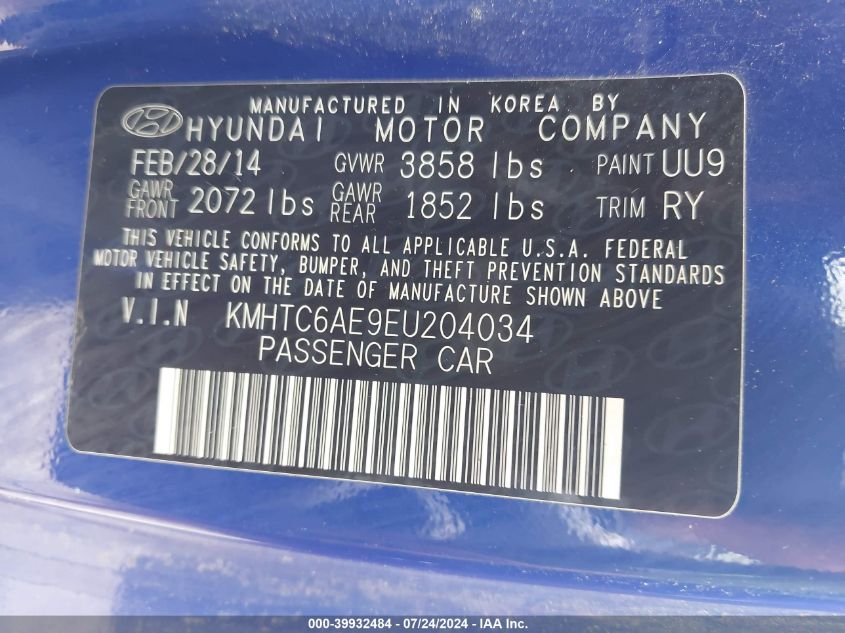 MANUFACTURED IN KOREA BY
HYUNDAI MOTOR COMPANY
FEB/28/14 GVWR 3858 lbs PAINT UU9
GAWR FRONT 2072 lbs GAWR REAR 1852 lbs TRIM RY
THIS VEHICLE CONFORMS TO ALL APPLICABLE U.S.A. FEDERAL
MOTOR VEHICLE SAFETY, BUMPER, AND THEFT PREVENTION STANDARDS
IN EFFECT ON THE DATE OF MANUFACTURE SHOWN ABOVE
V.I.N KMHTC6AE9EU204034
PASSENGER CAR
000-39932484 - 07/24/2024 - IAA Inc.